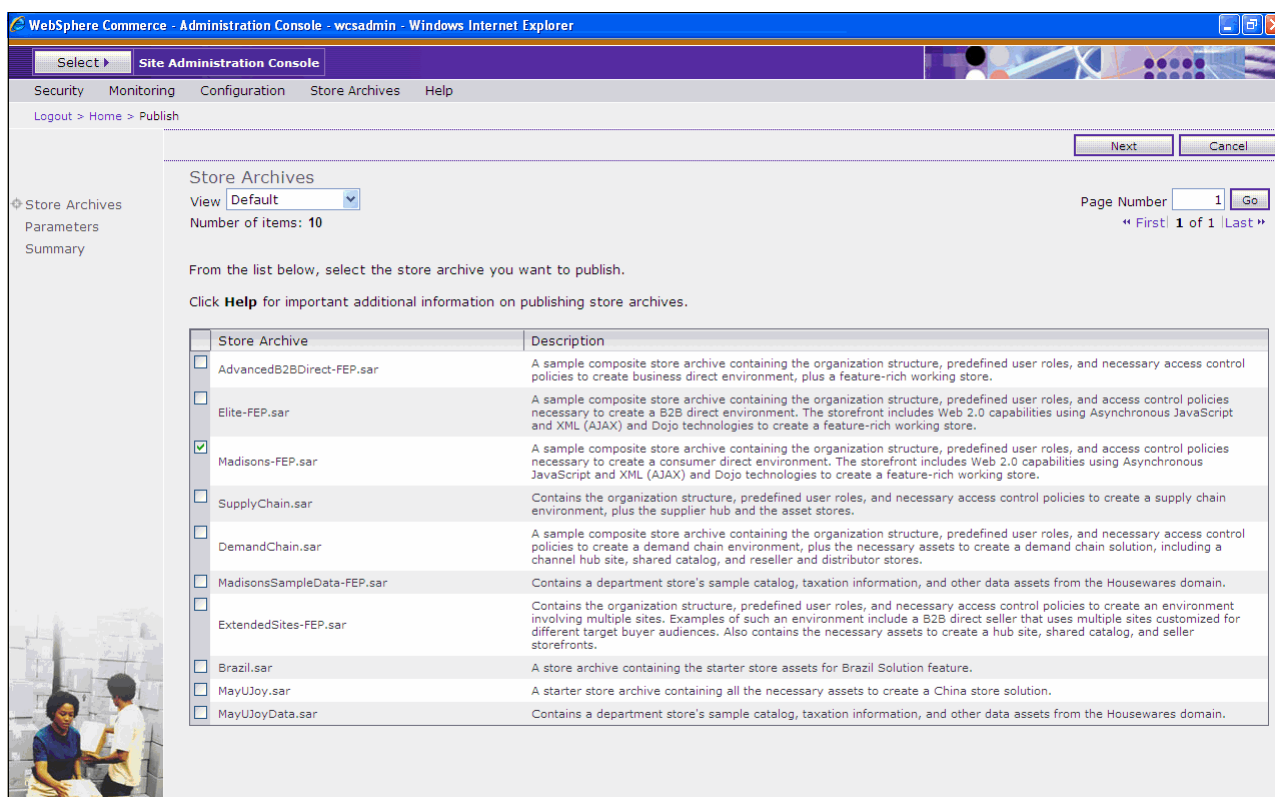 WebSphere Commerce - Administration Console - wcsadmin - Windows Internet Explorer
Select
Site Administration Console
Security Monitoring Configuration Store Archives Help
Logout > Home > Publish
Next Cancel
Store Archives
Parameters
Summary
Store Archives
View Default
Number of items: 10
Page Number 1 Go
First 1 of 1 Last
From the list below, select the store archive you want to publish.
Click Help for important additional information on publishing store archives.
Store Archive Description
AdvancedB2BDirect-FEP.sar
A sample composite store archive containing the organization structure, predefined user roles, and necessary access control
policies to create business direct environment, plus a feature-rich working store.
Elite-FEP.sar
A sample composite store archive containing the organization structure, predefined user roles, and access control policies
necessary to create a B2B direct environment. The storefront includes Web 2.0 capabilities using Asynchronous JavaScript
and XML (AJAX) and Dojo technologies to create a feature-rich working store.
Madisons-FEP.sar
A sample composite store archive containing the organization structure, predefined user roles, and access control policies
necessary to create a consumer direct environment. The storefront includes Web 2.0 capabilities using Asynchronous
JavaScript and XML (AJAX) and Dojo technologies to create a feature-rich working store.
SupplyChain.sar
Contains the organization structure, predefined user roles, and necessary access control policies to create a supply chain
environment, plus the supplier hub and the asset stores.
DemandChain.sar
A sample composite store archive containing the organization structure, predefined user roles, and necessary access control
policies to create a demand chain environment, plus the necessary assets to create a demand chain solution, including a
channel hub site, shared catalog, and reseller and distributor stores.
MadisonsSampleData-FEP.sar
Contains a department store's sample catalog, taxation information, and other data assets from the Housewares domain.
ExtendedSites-FEP.sar
Contains the organization structure, predefined user roles, and necessary access control policies to create an environment
involving multiple sites. Examples of such an environment include a B2B direct seller that uses multiple sites customized for
different target buyer audiences. Also contains the necessary assets to create a hub site, shared catalog, and seller
storefronts.
Brazil.sar
A store archive containing the starter store assets for Brazil Solution feature.
MayUJoy.sar
A starter store archive containing all the necessary assets to create a China store solution.
MayUJoyData.sar
Contains a department store's sample catalog, taxation information, and other data assets from the Housewares domain.